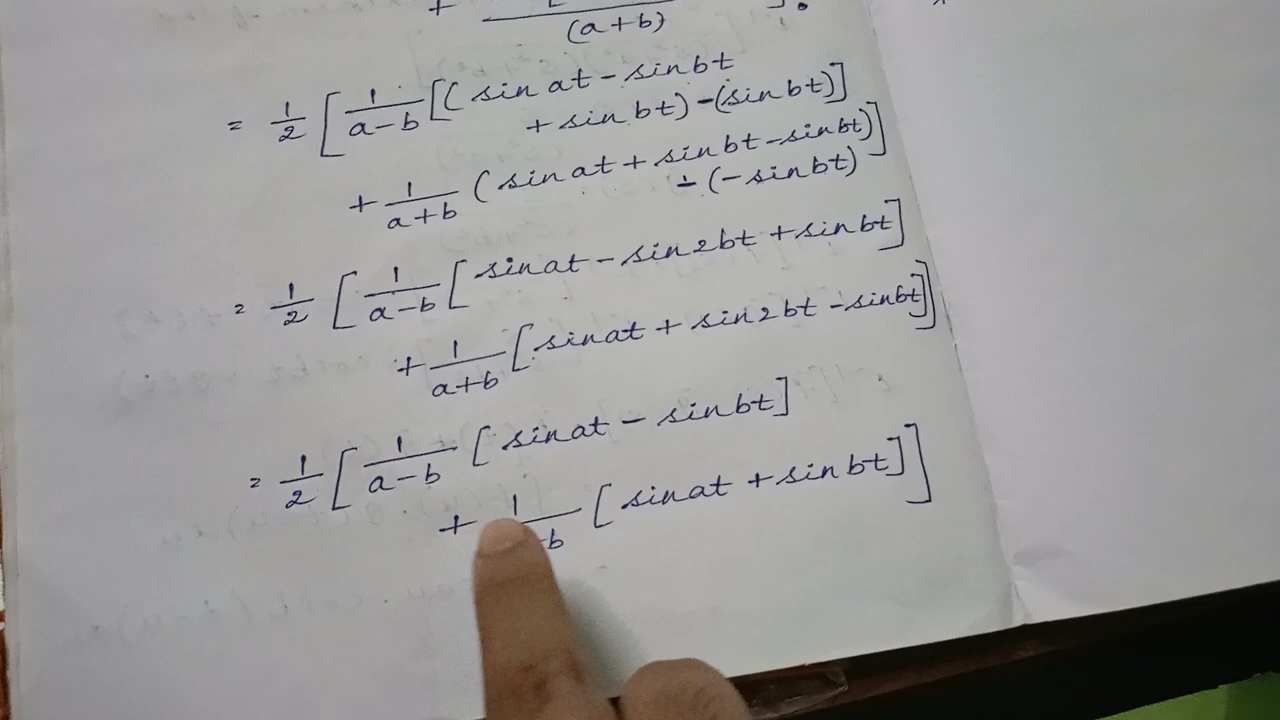 + (a+b)
= 1/2 [ 1/a-b [( sin at - sin bt
+ sin bt) - (sin bt)]
+ 1/a+b ( sin at + sin bt - sin bt)]
- (- sin bt)
= 1/2 [ 1/a-b [ sin at - sin 2bt + sin bt]
+ 1/a+b [ sin at + sin 2bt - sin bt]]
= 1/2 [ 1/a-b [ sin at - sin bt]
+ 1/ -b [ sin at + sin bt]]